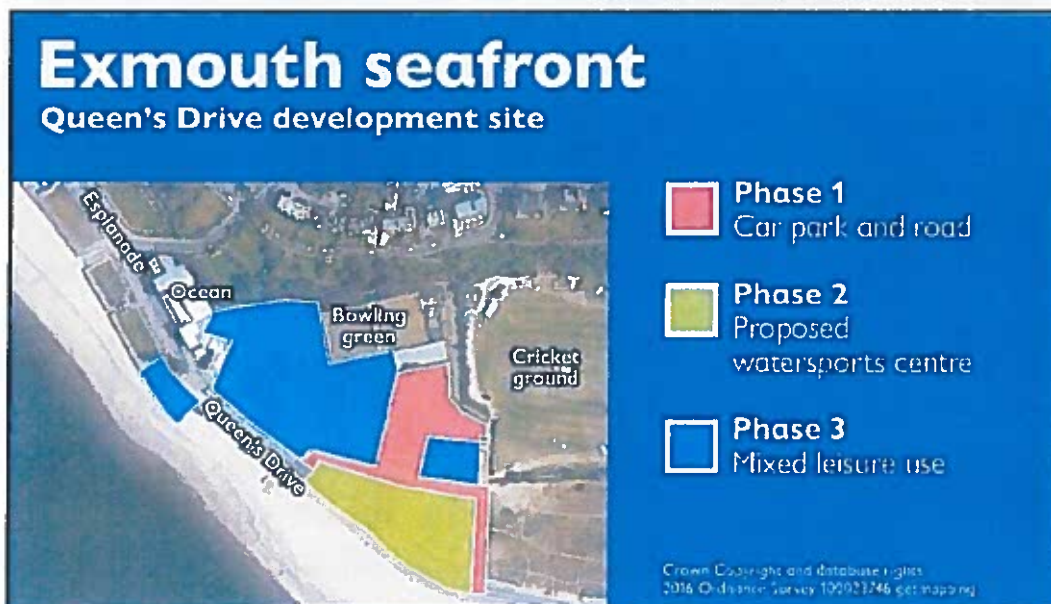 Exmouth seafront
Queen's Drive development site
Esplanade
Ocean
Bowling
green
Cricket
ground
Queen's Drive
Phase 1
Car park and road
Phase 2
Proposed
watersports centre
Phase 3
Mixed leisure use
Crown Copyright and database rights
2016 Ordnance Survey 100023746 getmapping